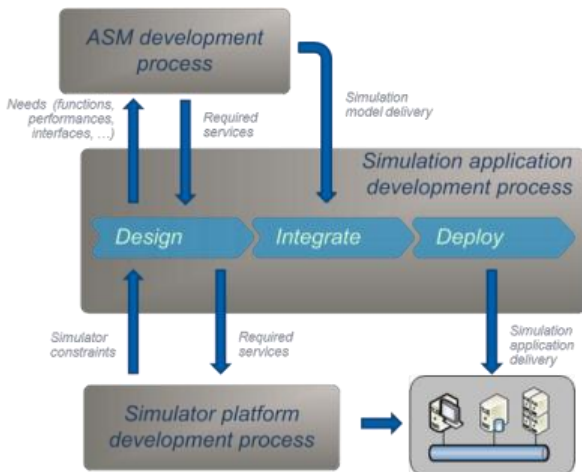 ASM development
process
Needs (functions,
performances,
interfaces, ...)
Required
services
Simulation
model delivery
Simulation application
development process
Design
Integrate
Deploy
Simulator
constraints
Required
services
Simulation
application
delivery
Simulator platform
development process